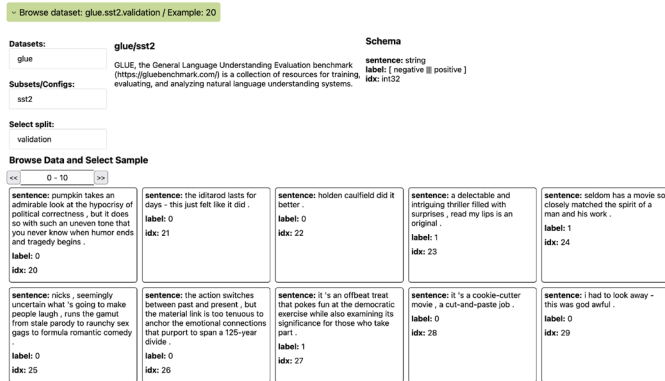 Browse dataset: glue.sst2.validation / Example: 20
Datasets:
glue
Subsets/Configs:
sst2
Select split:
validation
glue/sst2
GLUE, the General Language Understanding Evaluation benchmark
(https://gluebenchmark.com/) is a collection of resources for training,
evaluating, and analyzing natural language understanding systems.
Schema
sentence: string
label: [ negative || positive ]
idx: int32
Browse Data and Select Sample
<< 0 - 10 >>
sentence: pumpkin takes an
admirable look at the hypocrisy of
political correctness , but it does
so with such an uneven tone that
you never know when humor ends
and tragedy begins .
label: 0
idx: 20
sentence: the iditarod lasts for
days - this just felt like it did .
label: 0
idx: 21
sentence: holden caulfield did it
better .
label: 0
idx: 22
sentence: a delectable and
intriguing thriller filled with
surprises , read my lips is an
original .
label: 1
idx: 23
sentence: seldom has a movie so
closely matched the spirit of a
man and his work .
label: 1
idx: 24
sentence: nicks , seemingly
uncertain what 's going to make
people laugh , runs the gamut
from stale parody to raunchy sex
gags to formula romantic comedy
.
label: 0
idx: 25
sentence: the action switches
between past and present , but
the material link is too tenuous to
anchor the emotional connections
that purport to span a 125-year
divide .
label: 0
idx: 26
sentence: it 's an offbeat treat
that pokes fun at the democratic
exercise while also examining its
significance for those who take
part .
label: 1
idx: 27
sentence: it 's a cookie-cutter
movie , a cut-and-paste job .
label: 0
idx: 28
sentence: i had to look away -
this was god awful .
label: 0
idx: 29